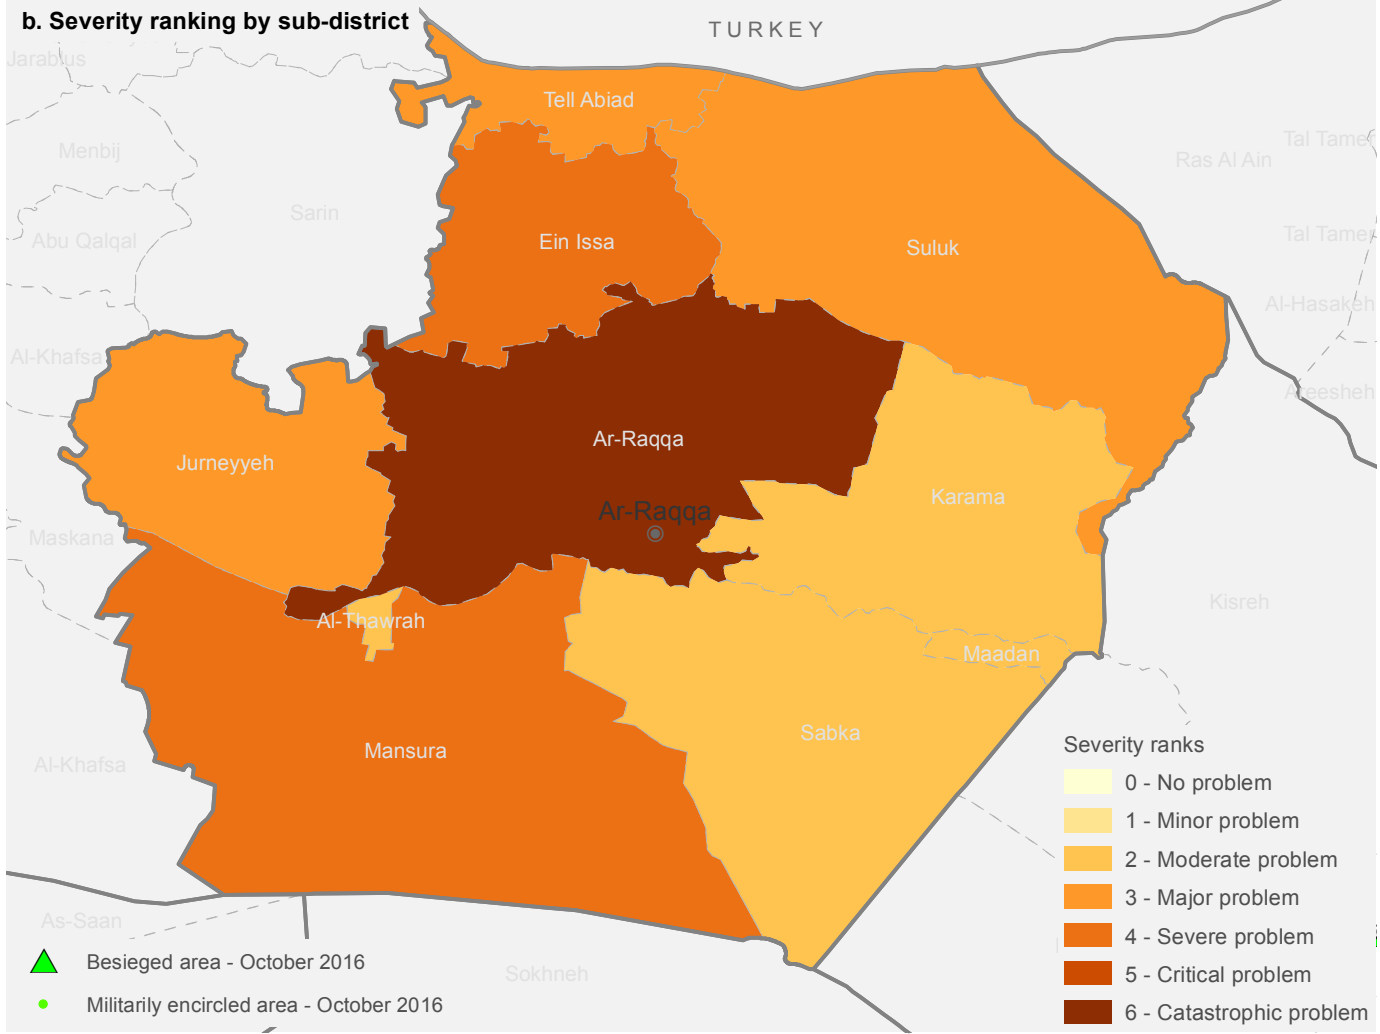 b. Severity ranking by sub-district
TURKEY
Jarablus
Tell Abiad
Menbij
Tal Tamer
Ras Al Ain
Sarin
Abu Qalqal
Ein Issa
Suluk
Tal Tamer
Al-Hasakeh
Al-Khafsa
Areesheh
Ar-Raqqa
Jurneyyeh
Karama
Ar-Raqqa
Maskana
Kisreh
Al-Thawrah
Maadan
Sabka
Mansura
Al-Khafsa
Severity ranks
0 - No problem
1 - Minor problem
2 - Moderate problem
3 - Major problem
4 - Severe problem
5 - Critical problem
6 - Catastrophic problem
As-Saan
Sokhneh
Besieged area - October 2016
Militarily encircled area - October 2016